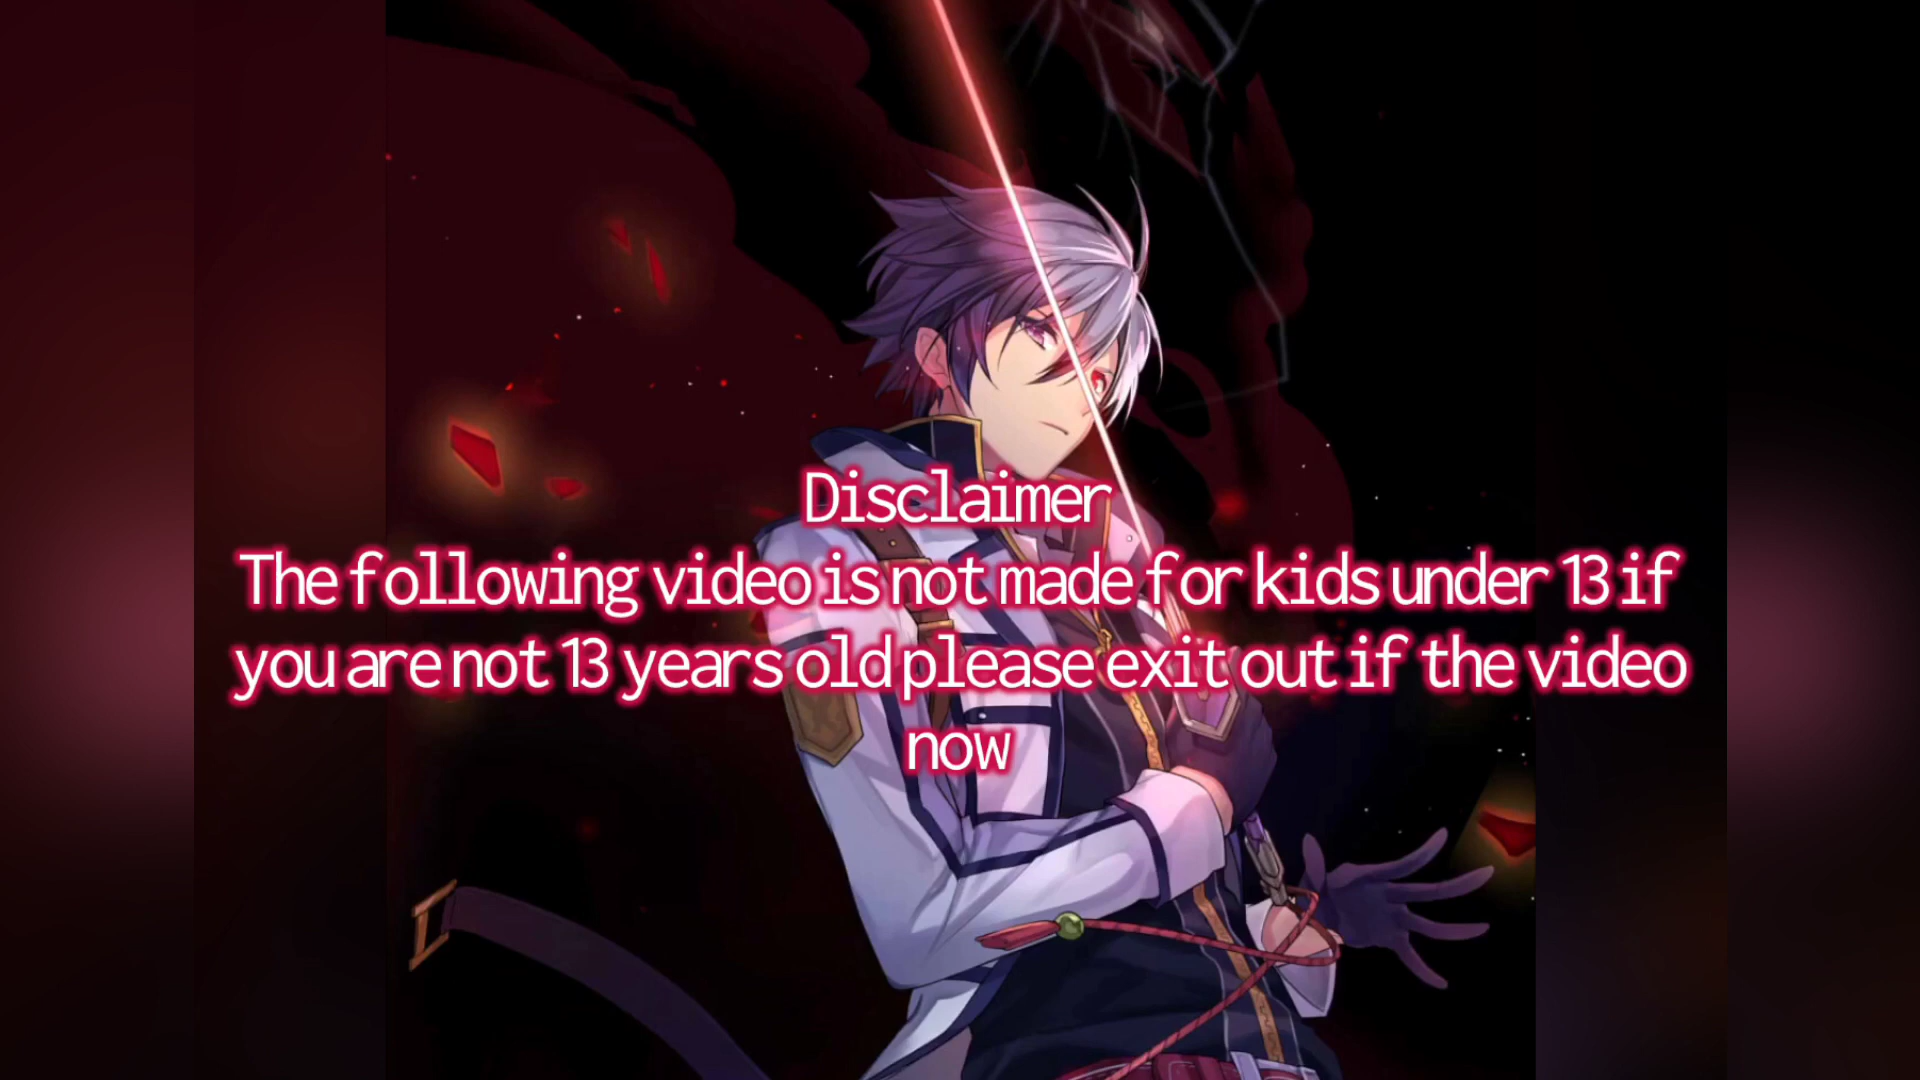 Disclaimer
The following video is not made for kids under 13 if
you are not 13 years old please exit out if the video
now